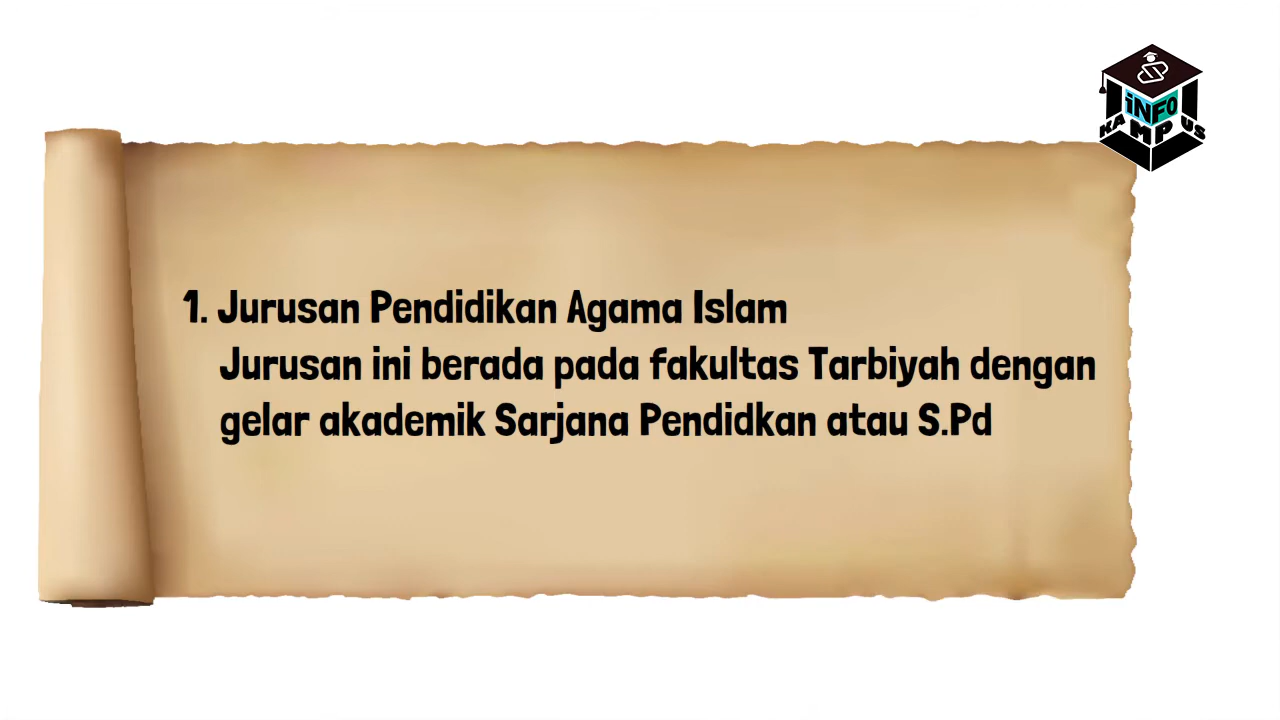 iNFO
KAMPUS
1. Jurusan Pendidikan Agama Islam
Jurusan ini berada pada fakultas Tarbiyah dengan
gelar akademik Sarjana Pendidkan atau S.Pd